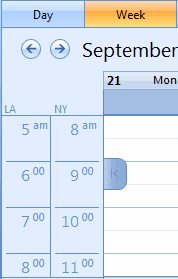 Day Week
September
21 Mon
LA NY
5 am 8 am
6 00 9 00
7 00 10 00
8 00 11 00